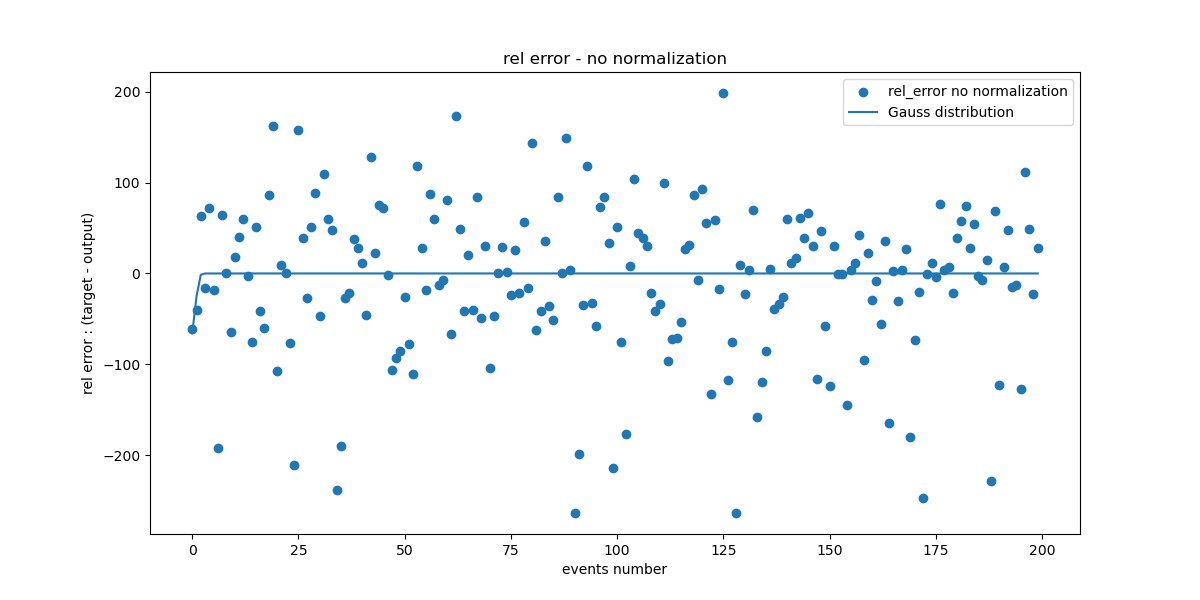 rel error - no normalization
rel_error no normalization
Gauss distribution
rel error : (target - output)
200
100
0
−100
−200
0 25 50 75 100 125 150 175 200
events number